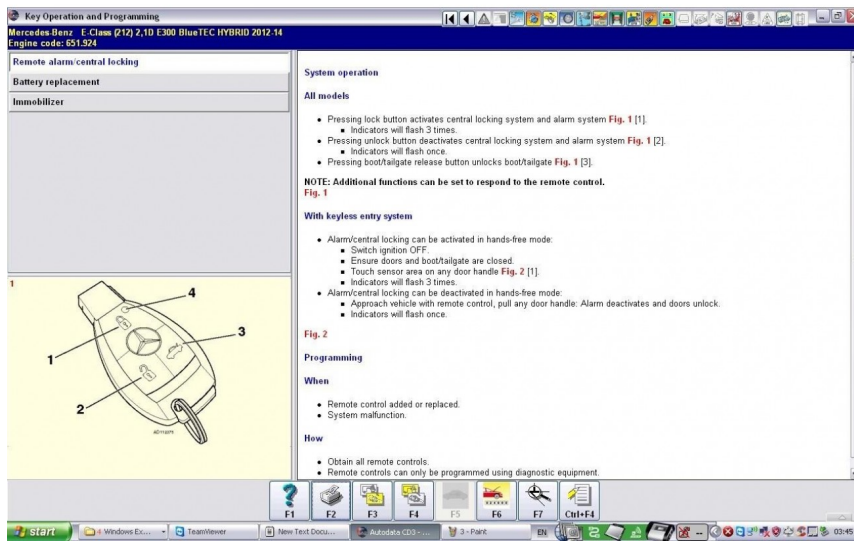 Key Operation and Programming
Mercedes-Benz E-Class (212) 2,1D E300 BlueTEC HYBRID 2012-14
Engine code: 651.924
Remote alarm/central locking
Battery replacement
Immobilizer
System operation
All models
Pressing lock button activates central locking system and alarm system Fig. 1 [1].
Indicators will flash 3 times.
Pressing unlock button deactivates central locking system and alarm system Fig. 1 [2].
Indicators will flash once.
Pressing boot/tailgate release button unlocks boot/tailgate Fig. 1 [3].
NOTE: Additional functions can be set to respond to the remote control.
Fig. 1
With keyless entry system
Alarm/central locking can be activated in hands-free mode:
Switch ignition OFF.
Ensure doors and boot/tailgate are closed.
Touch sensor area on any door handle Fig. 2 [1].
Indicators will flash 3 times.
Alarm/central locking can be deactivated in hands-free mode:
Approach vehicle with remote control, pull any door handle: Alarm deactivates and doors unlock.
Indicators will flash once.
Fig. 2
Programming
When
Remote control added or replaced.
System malfunction.
How
Obtain all remote controls.
Remote controls can only be programmed using diagnostic equipment.
1
4
3
1
2
F1
F2
F3
F4
F5
F6
F7
Ctrl+F4
start
4 Windows Ex...
TeamViewer
New Text Docu...
Autodata CD3 - ...
3 - Paint
EN
03:45